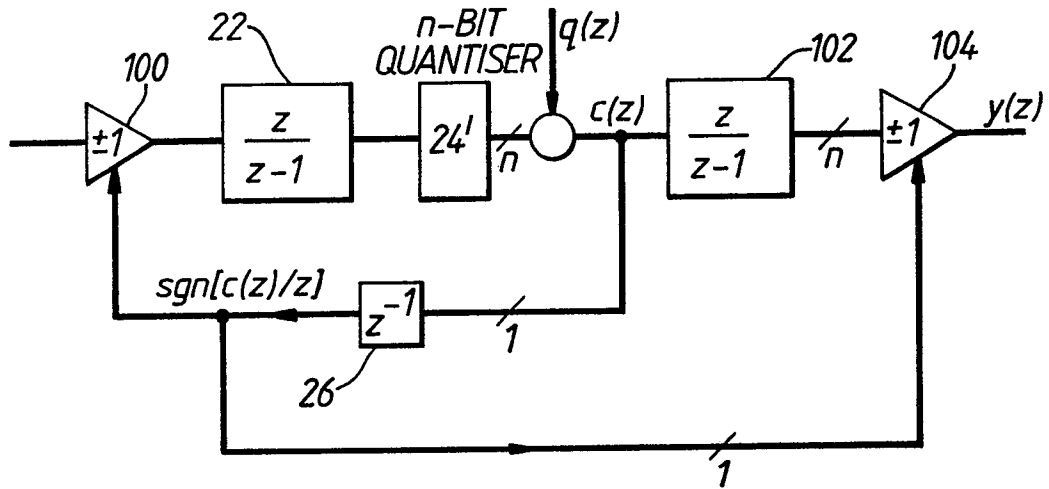 22
n-BIT
QUANTISER
q(z)
102
104
100
±1
z
z-1
24'
n
c(z)
z
z-1
n
±1
y(z)
sgn[c(z)/z]
z⁻¹
1
26
1